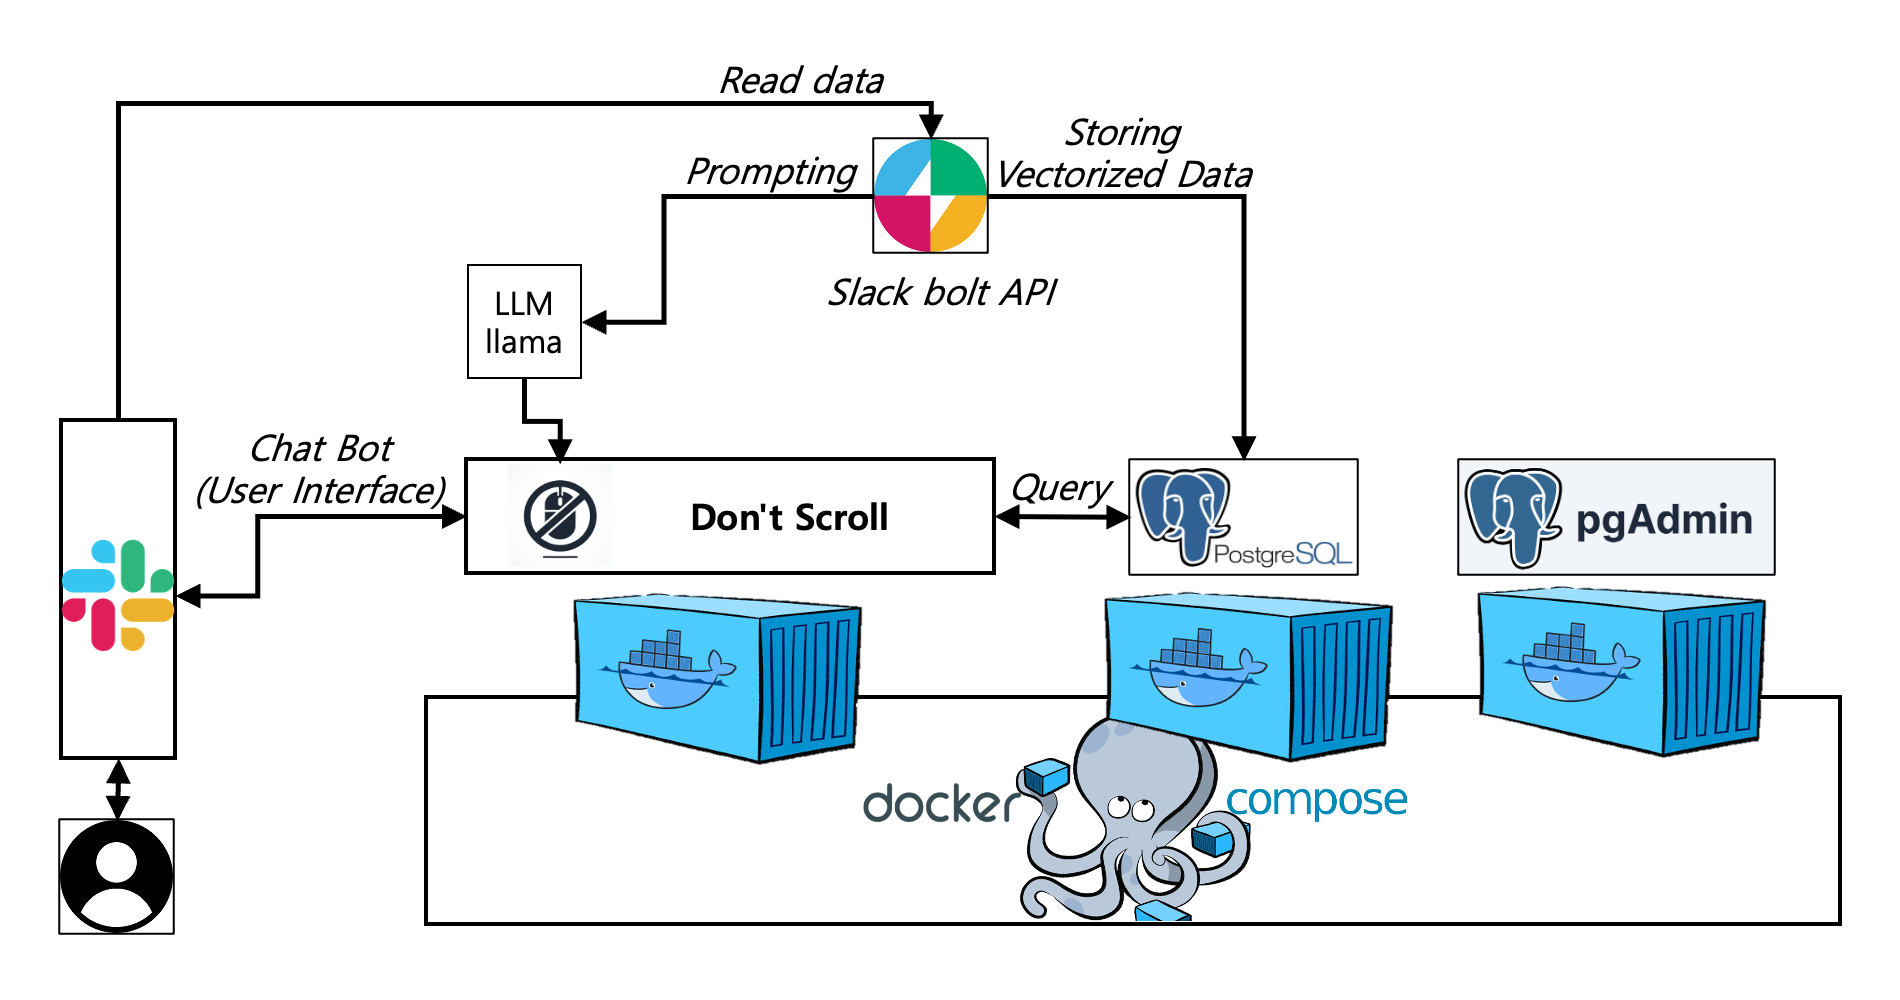 Read data
Storing
Vectorized Data
Prompting
Slack bolt API
LLM
llama
Chat Bot
(User Interface)
Don't Scroll
Query
PostgreSQL
pgAdmin
docker
compose